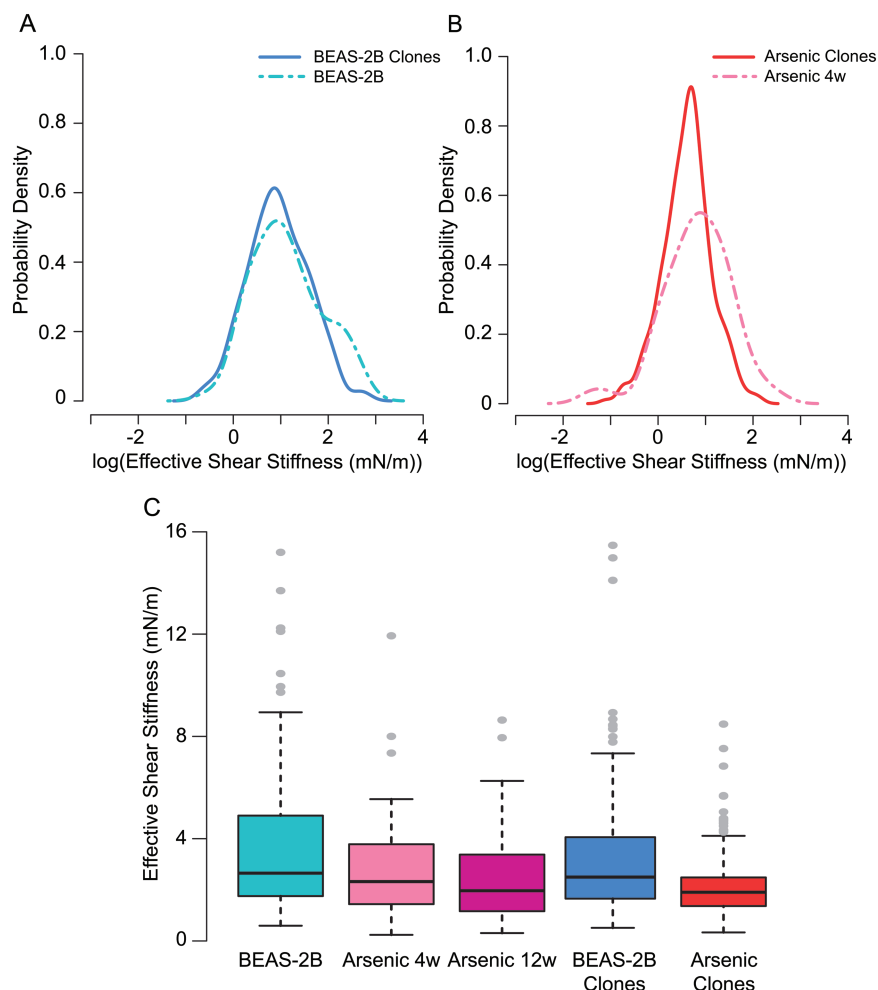 A
BEAS-2B Clones
BEAS-2B
1.0
0.8
0.6
0.4
0.2
0
Probability Density
-2
0
2
4
log(Effective Shear Stiffness (mN/m))
B
Arsenic Clones
Arsenic 4w
1.0
0.8
0.6
0.4
0.2
0
Probability Density
-2
0
2
4
log(Effective Shear Stiffness (mN/m))
C
16
12
8
4
0
Effective Shear Stiffness (mN/m)
BEAS-2B
Arsenic 4w
Arsenic 12w
BEAS-2B
Clones
Arsenic
Clones